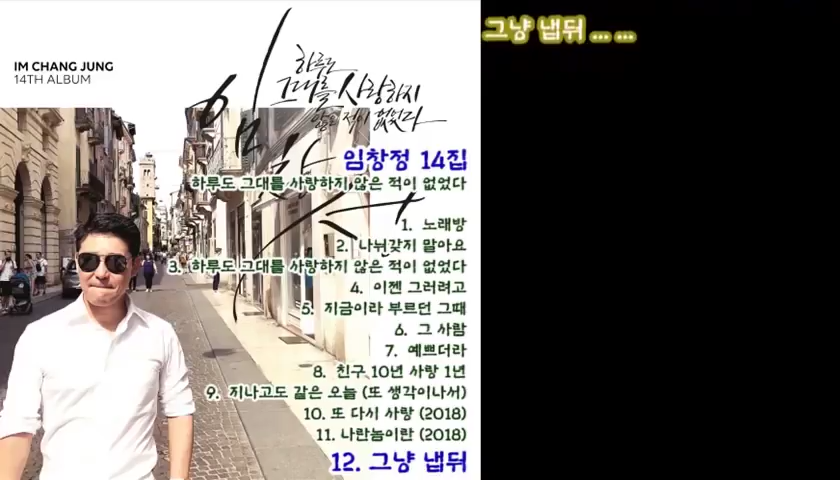 IM CHANG JUNG
14TH ALBUM
하루도
그대를 사랑하지
않은 적이 없었다
임창정
임창정 14집
하루도 그대를 사랑하지 않은 적이 없었다
1. 노래방
2. 나눠갖지 말아요
3. 하루도 그대를 사랑하지 않은 적이 없었다
4. 이젠 그러려고
5. 지금이라 부르던 그때
6. 그 사람
7. 예쁘더라
8. 친구 10년 사랑 1년
9. 지나고도 같은 오늘 (또 생각이나서)
10. 또 다시 사랑 (2018)
11. 나란놈이란 (2018)
12. 그냥 냅둬
그냥 냅둬 ... ...